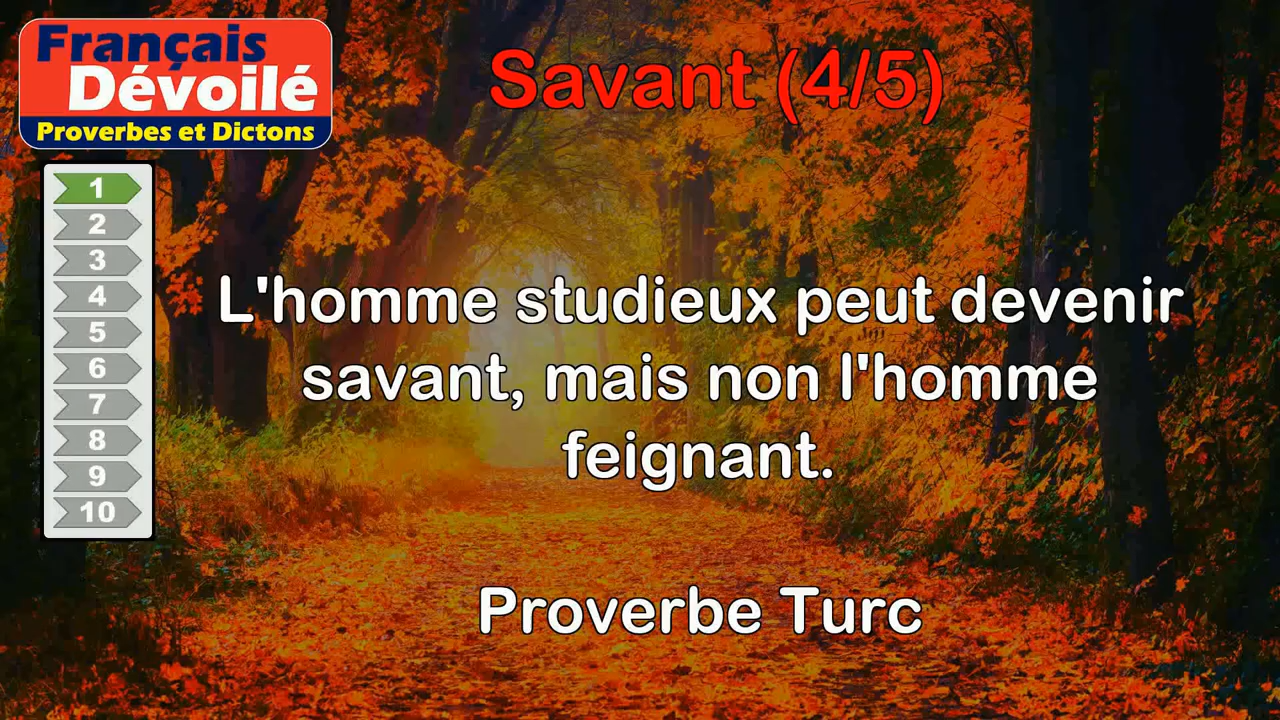 Français
Dévoilé
Proverbes et Dictons
Savant (4/5)
1
2
3
4
5
6
7
8
9
10
L'homme studieux peut devenir
savant, mais non l'homme
feignant.
Proverbe Turc